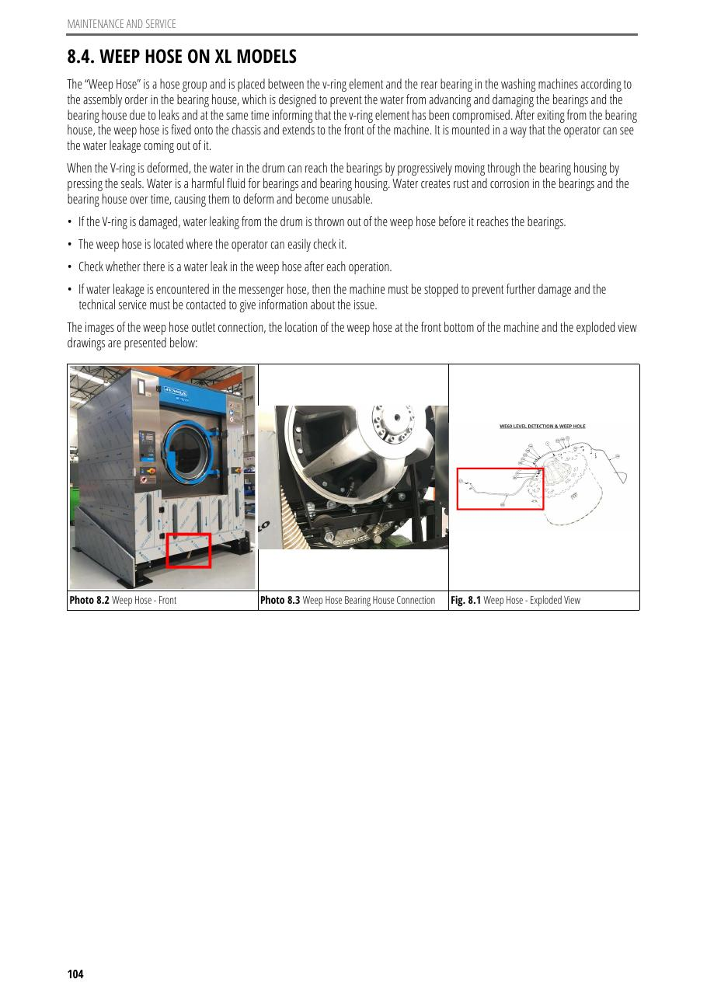 MAINTENANCE AND SERVICE
8.4. WEEP HOSE ON XL MODELS
The “Weep Hose” is a hose group and is placed between the v-ring element and the rear bearing in the washing machines according to
the assembly order in the bearing house, which is designed to prevent the water from advancing and damaging the bearings and the
bearing house due to leaks and at the same time informing that the v-ring element has been compromised. After exiting from the bearing
house, the weep hose is fixed onto the chassis and extends to the front of the machine. It is mounted in a way that the operator can see
the water leakage coming out of it.
When the V-ring is deformed, the water in the drum can reach the bearings by progressively moving through the bearing housing by
pressing the seals. Water is a harmful fluid for bearings and bearing housing. Water creates rust and corrosion in the bearings and the
bearing house over time, causing them to deform and become unusable.
• If the V-ring is damaged, water leaking from the drum is thrown out of the weep hose before it reaches the bearings.
• The weep hose is located where the operator can easily check it.
• Check whether there is a water leak in the weep hose after each operation.
• If water leakage is encountered in the messenger hose, then the machine must be stopped to prevent further damage and the
technical service must be contacted to give information about the issue.
The images of the weep hose outlet connection, the location of the weep hose at the front bottom of the machine and the exploded view
drawings are presented below:
JENSEN
WE60 LEVEL DETECTION & WEEP HOLE
Photo 8.2 Weep Hose - Front
Photo 8.3 Weep Hose Bearing House Connection
Fig. 8.1 Weep Hose - Exploded View
104